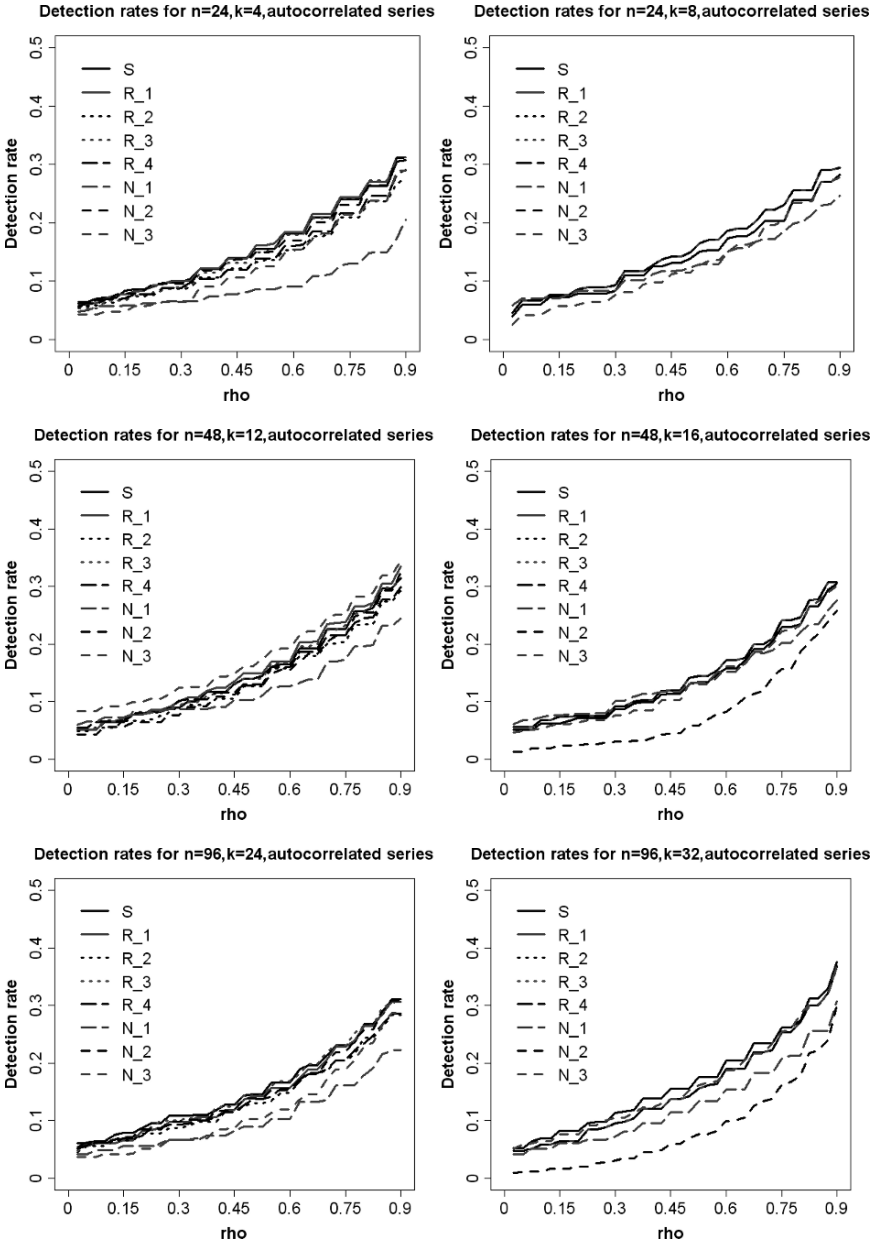 Detection rates for n=24,k=4,autocorrelated series
Detection rate
0.5
0.4
0.3
0.2
0.1
0
S
R_1
R_2
R_3
R_4
N_1
N_2
N_3
0 0.15 0.3 0.45 0.6 0.75 0.9
rho
Detection rates for n=24,k=8,autocorrelated series
Detection rate
0.5
0.4
0.3
0.2
0.1
0
S
R_1
R_2
R_3
R_4
N_1
N_2
N_3
0 0.15 0.3 0.45 0.6 0.75 0.9
rho
Detection rates for n=48,k=12,autocorrelated series
Detection rate
0.5
0.4
0.3
0.2
0.1
0
S
R_1
R_2
R_3
R_4
N_1
N_2
N_3
0 0.15 0.3 0.45 0.6 0.75 0.9
rho
Detection rates for n=48,k=16,autocorrelated series
Detection rate
0.5
0.4
0.3
0.2
0.1
0
S
R_1
R_2
R_3
R_4
N_1
N_2
N_3
0 0.15 0.3 0.45 0.6 0.75 0.9
rho
Detection rates for n=96,k=24,autocorrelated series
Detection rate
0.5
0.4
0.3
0.2
0.1
0
S
R_1
R_2
R_3
R_4
N_1
N_2
N_3
0 0.15 0.3 0.45 0.6 0.75 0.9
rho
Detection rates for n=96,k=32,autocorrelated series
Detection rate
0.5
0.4
0.3
0.2
0.1
0
S
R_1
R_2
R_3
R_4
N_1
N_2
N_3
0 0.15 0.3 0.45 0.6 0.75 0.9
rho